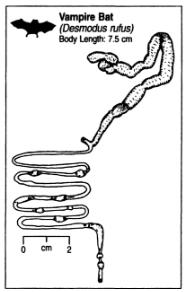 Vampire Bat
(Desmodus rufus)
Body Length: 7.5 cm
0 cm 2